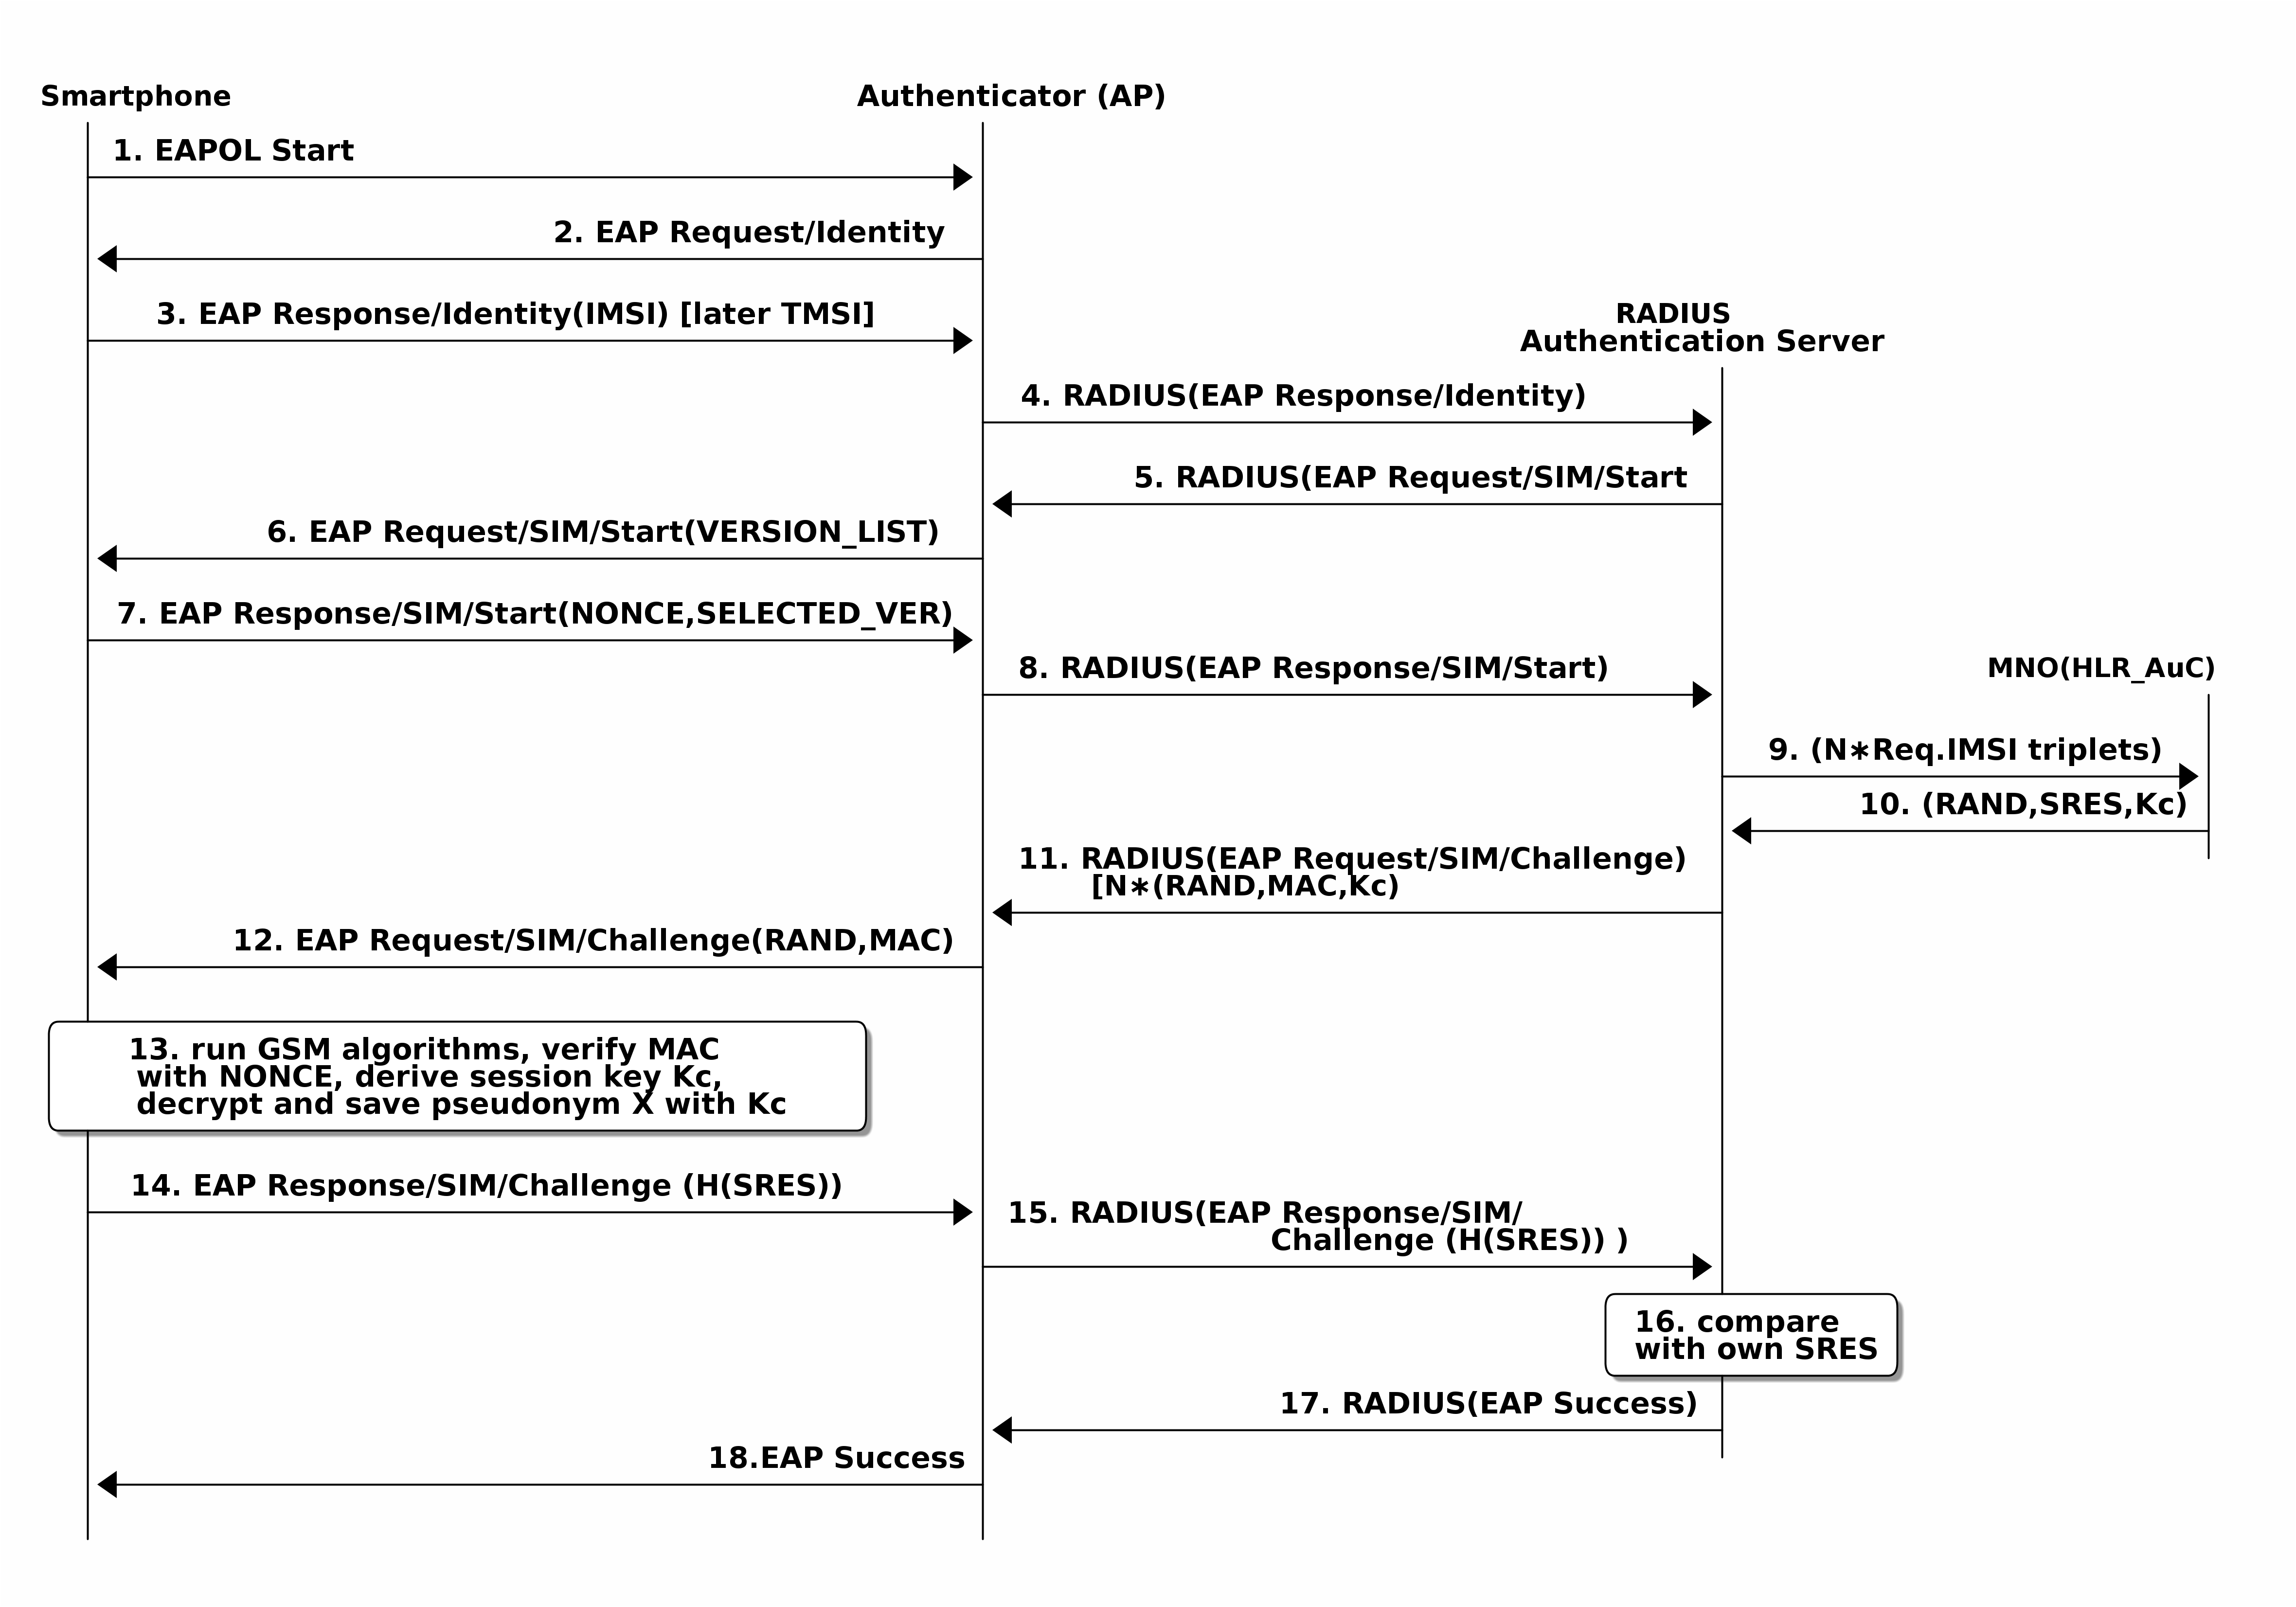 Smartphone
Authenticator (AP)
1. EAPOL Start
2. EAP Request/Identity
3. EAP Response/Identity(IMSI) [later TMSI]
RADIUS
Authentication Server
4. RADIUS(EAP Response/Identity)
5. RADIUS(EAP Request/SIM/Start
6. EAP Request/SIM/Start(VERSION_LIST)
7. EAP Response/SIM/Start(NONCE,SELECTED_VER)
8. RADIUS(EAP Response/SIM/Start)
MNO(HLR_AuC)
9. (N∗Req.IMSI triplets)
10. (RAND,SRES,Kc)
11. RADIUS(EAP Request/SIM/Challenge)
[N∗(RAND,MAC,Kc)
12. EAP Request/SIM/Challenge(RAND,MAC)
13. run GSM algorithms, verify MAC
with NONCE, derive session key Kc,
decrypt and save pseudonym X with Kc
14. EAP Response/SIM/Challenge (H(SRES))
15. RADIUS(EAP Response/SIM/
Challenge (H(SRES)) )
16. compare
with own SRES
17. RADIUS(EAP Success)
18.EAP Success